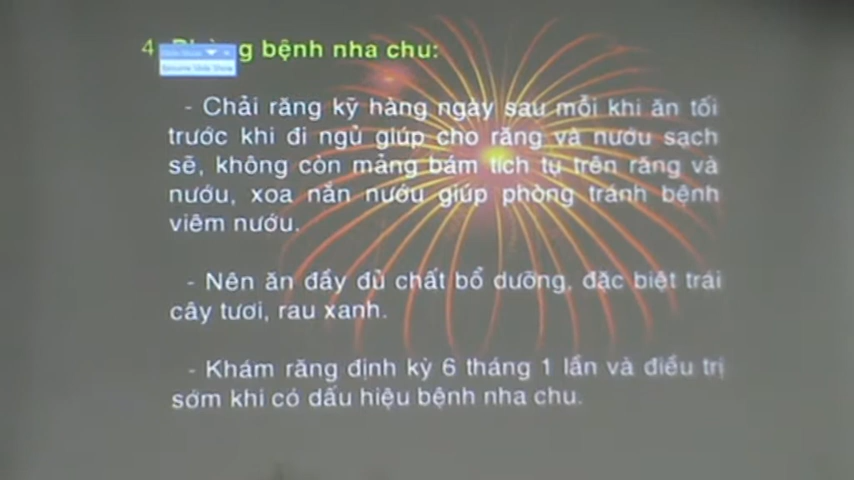 4 Phòng bệnh nha chu:
- Chải răng kỹ hàng ngày sau mỗi khi ăn tối
trước khi đi ngủ giúp cho răng và nướu sạch
sẽ, không còn mảng bám tích tụ trên răng và
nướu, xoa nắn nướu giúp phòng tránh bệnh
viêm nướu.
- Nên ăn đầy đủ chất bổ dưỡng, đặc biệt trái
cây tươi, rau xanh.
- Khám răng định kỳ 6 tháng 1 lần và điều trị
sớm khi có dấu hiệu bệnh nha chu.